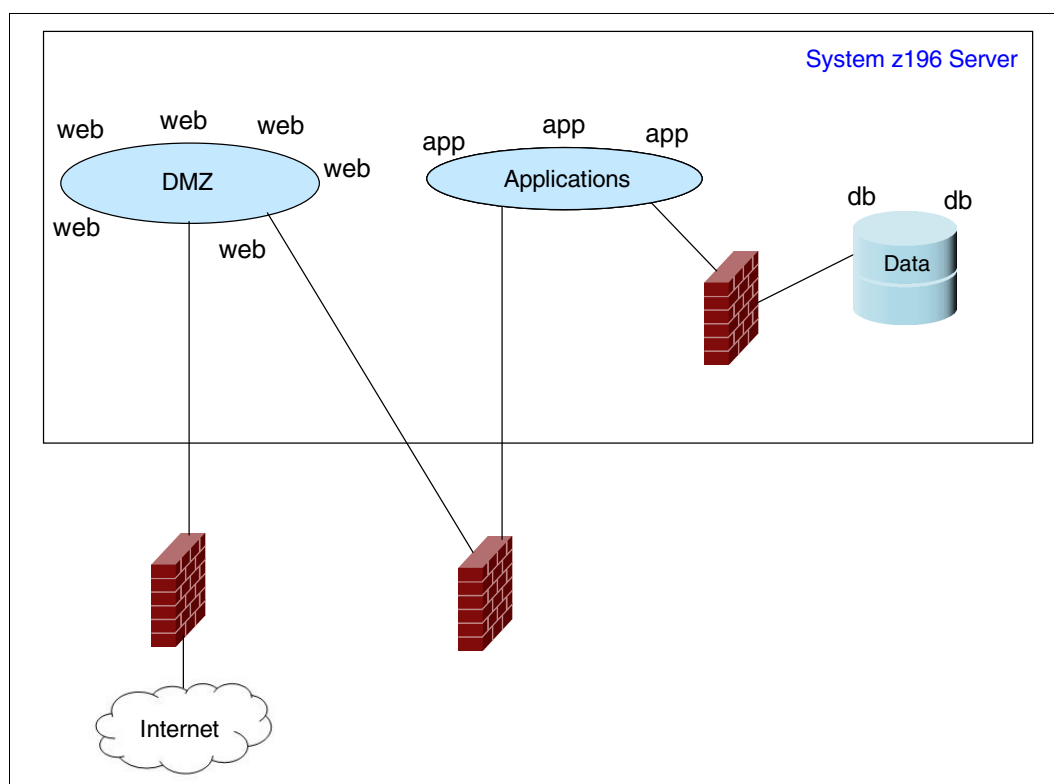 System z196 Server
web
web
web
web
web
web
DMZ
app
app
app
Applications
db
db
Data
Internet